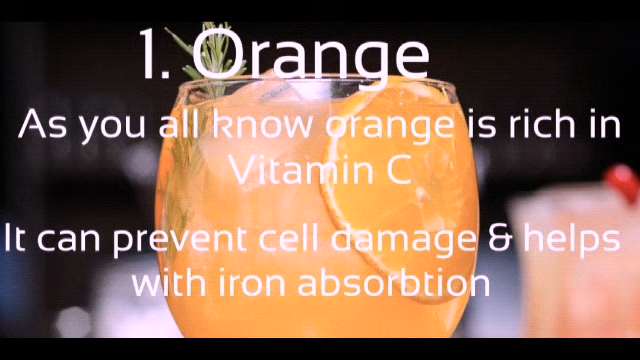 1. Orange
As you all know orange is rich in
Vitamin C
It can prevent cell damage & helps
with iron absorbtion